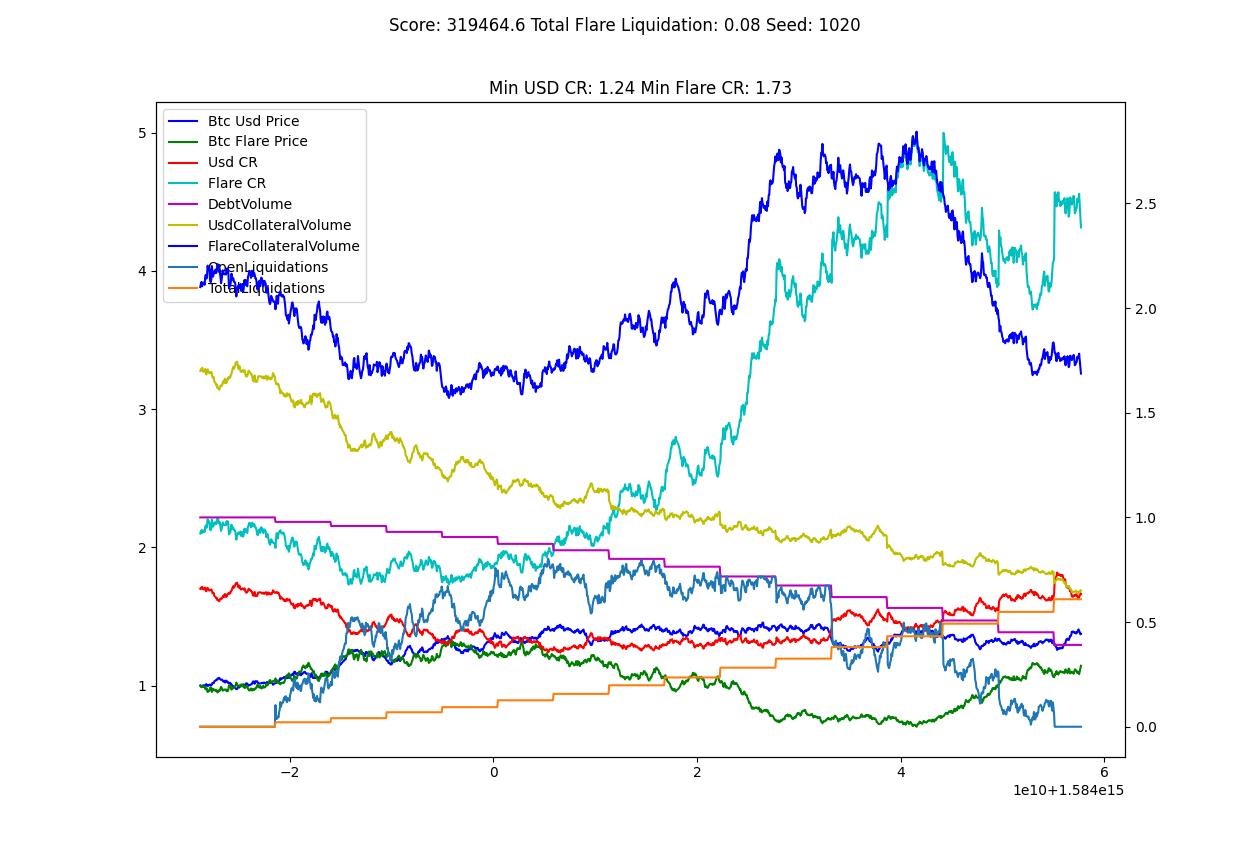 Score: 319464.6 Total Flare Liquidation: 0.08 Seed: 1020
Min USD CR: 1.24 Min Flare CR: 1.73
Btc Usd Price
Btc Flare Price
Usd CR
Flare CR
DebtVolume
UsdCollateralVolume
FlareCollateralVolume
OpenLiquidations
TotalLiquidations
5
4
3
2
1
2.5
2.0
1.5
1.0
0.5
0.0
−2 0 2 4 6
1e10+1.584e15